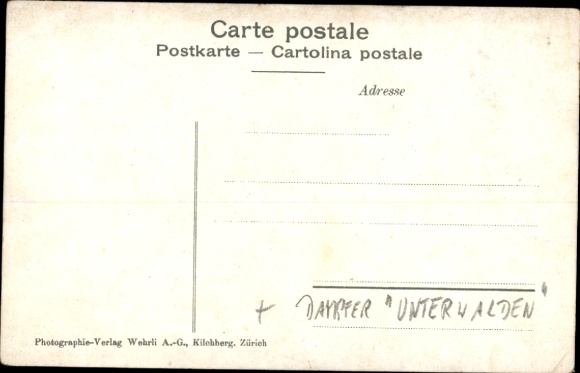 Carte postale
Postkarte — Cartolina postale
Adresse
+ DAMPFER "UNTERWALDEN"
Photographie-Verlag Wehrli A.-G., Kilchberg. Zürich